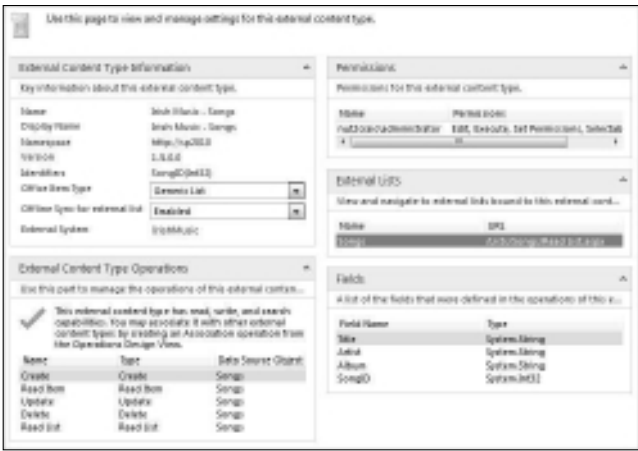 Use this page to view and manage settings for this external content type.
External Content Type Information
Key information about this external content type.
Name Irish Music - Songs
Display Name Irish Music - Songs
Namespace http://sp2010
Version
Identifiers SongID(Int32)
Office Item Type Generic List
Offline Sync for external list Enabled
External System IrishMusic
External Content Type Operations
Use this part to manage the operations of this external conten...
This external content type has read, write, and search
capabilities. You may associate it with other external
content types by creating an Association operation from
the Operations Design View.
Name Type Data Source Object
Create Create Songs
Read Item Read Item Songs
Update Update Songs
Delete Delete Songs
Read List Read List Songs
Permissions
Permissions for this external content type.
Name Permissions
Edit, Execute, Set Permissions, Selectab
External Lists
View and navigate to external lists bound to this external cont...
Name URL
Songs
Fields
A list of the fields that were defined in the operations of this e...
Field Name Type
Title System.String
Artist System.String
Album System.String
SongID System.Int32